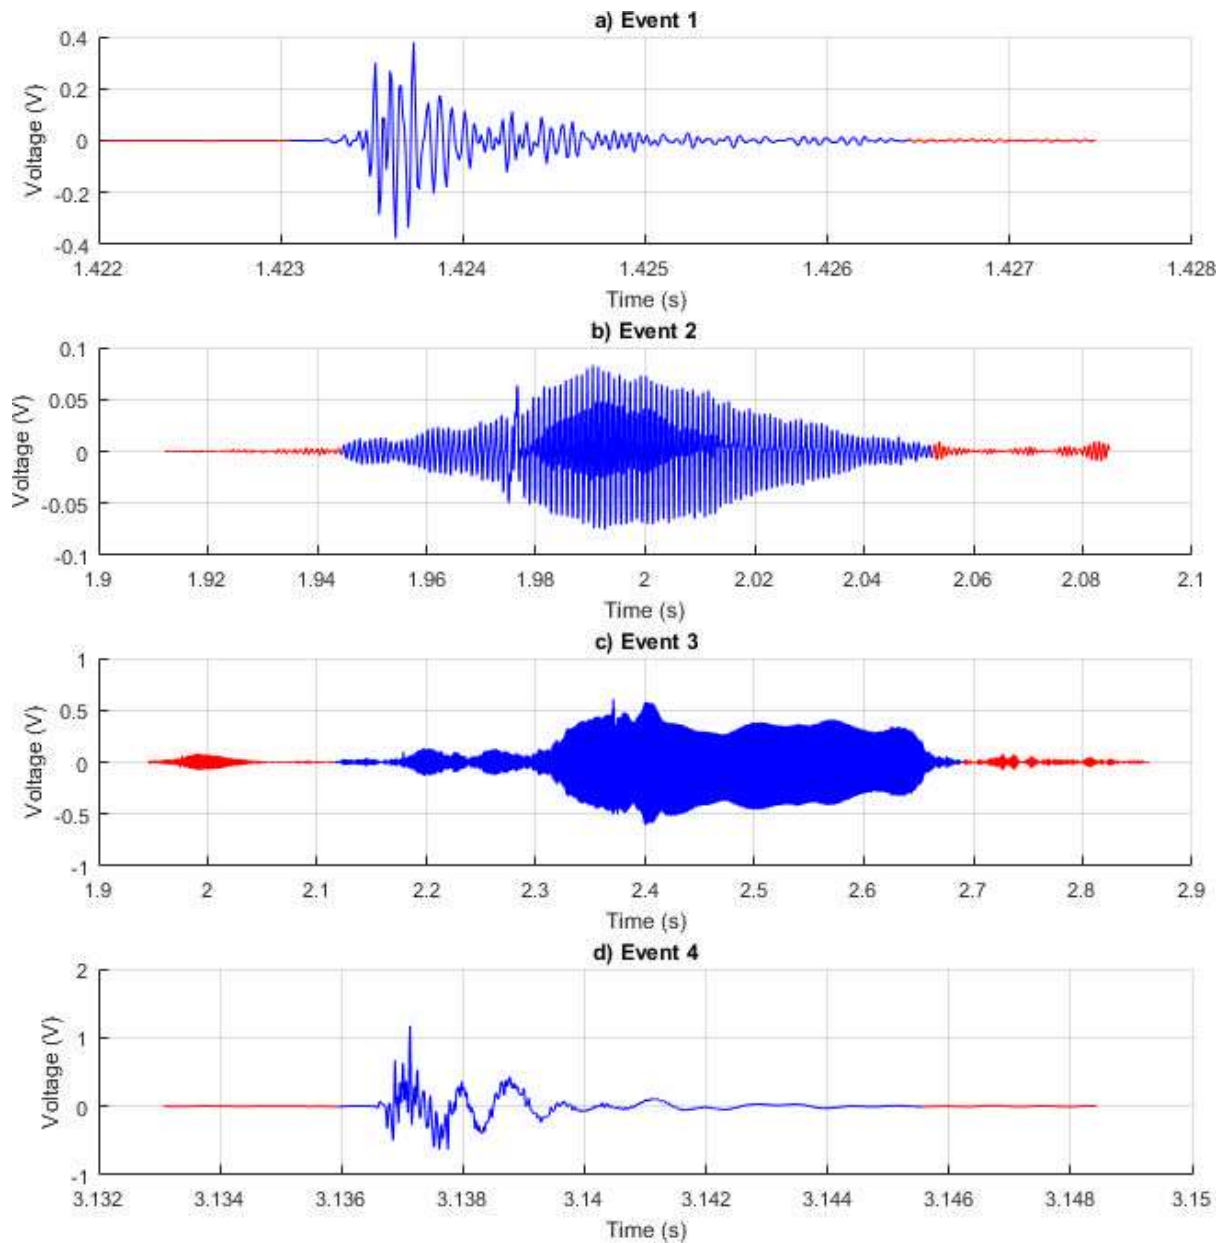 a) Event 1
0.4
0.2
0
-0.2
-0.4
Voltage (V)
1.422 1.423 1.424 1.425 1.426 1.427 1.428
Time (s)
b) Event 2
0.1
0.05
0
-0.05
-0.1
Voltage (V)
1.9 1.92 1.94 1.96 1.98 2 2.02 2.04 2.06 2.08 2.1
Time (s)
c) Event 3
1
0.5
0
-0.5
-1
Voltage (V)
1.9 2 2.1 2.2 2.3 2.4 2.5 2.6 2.7 2.8 2.9
Time (s)
d) Event 4
2
1
0
-1
Voltage (V)
3.132 3.134 3.136 3.138 3.14 3.142 3.144 3.146 3.148 3.15
Time (s)